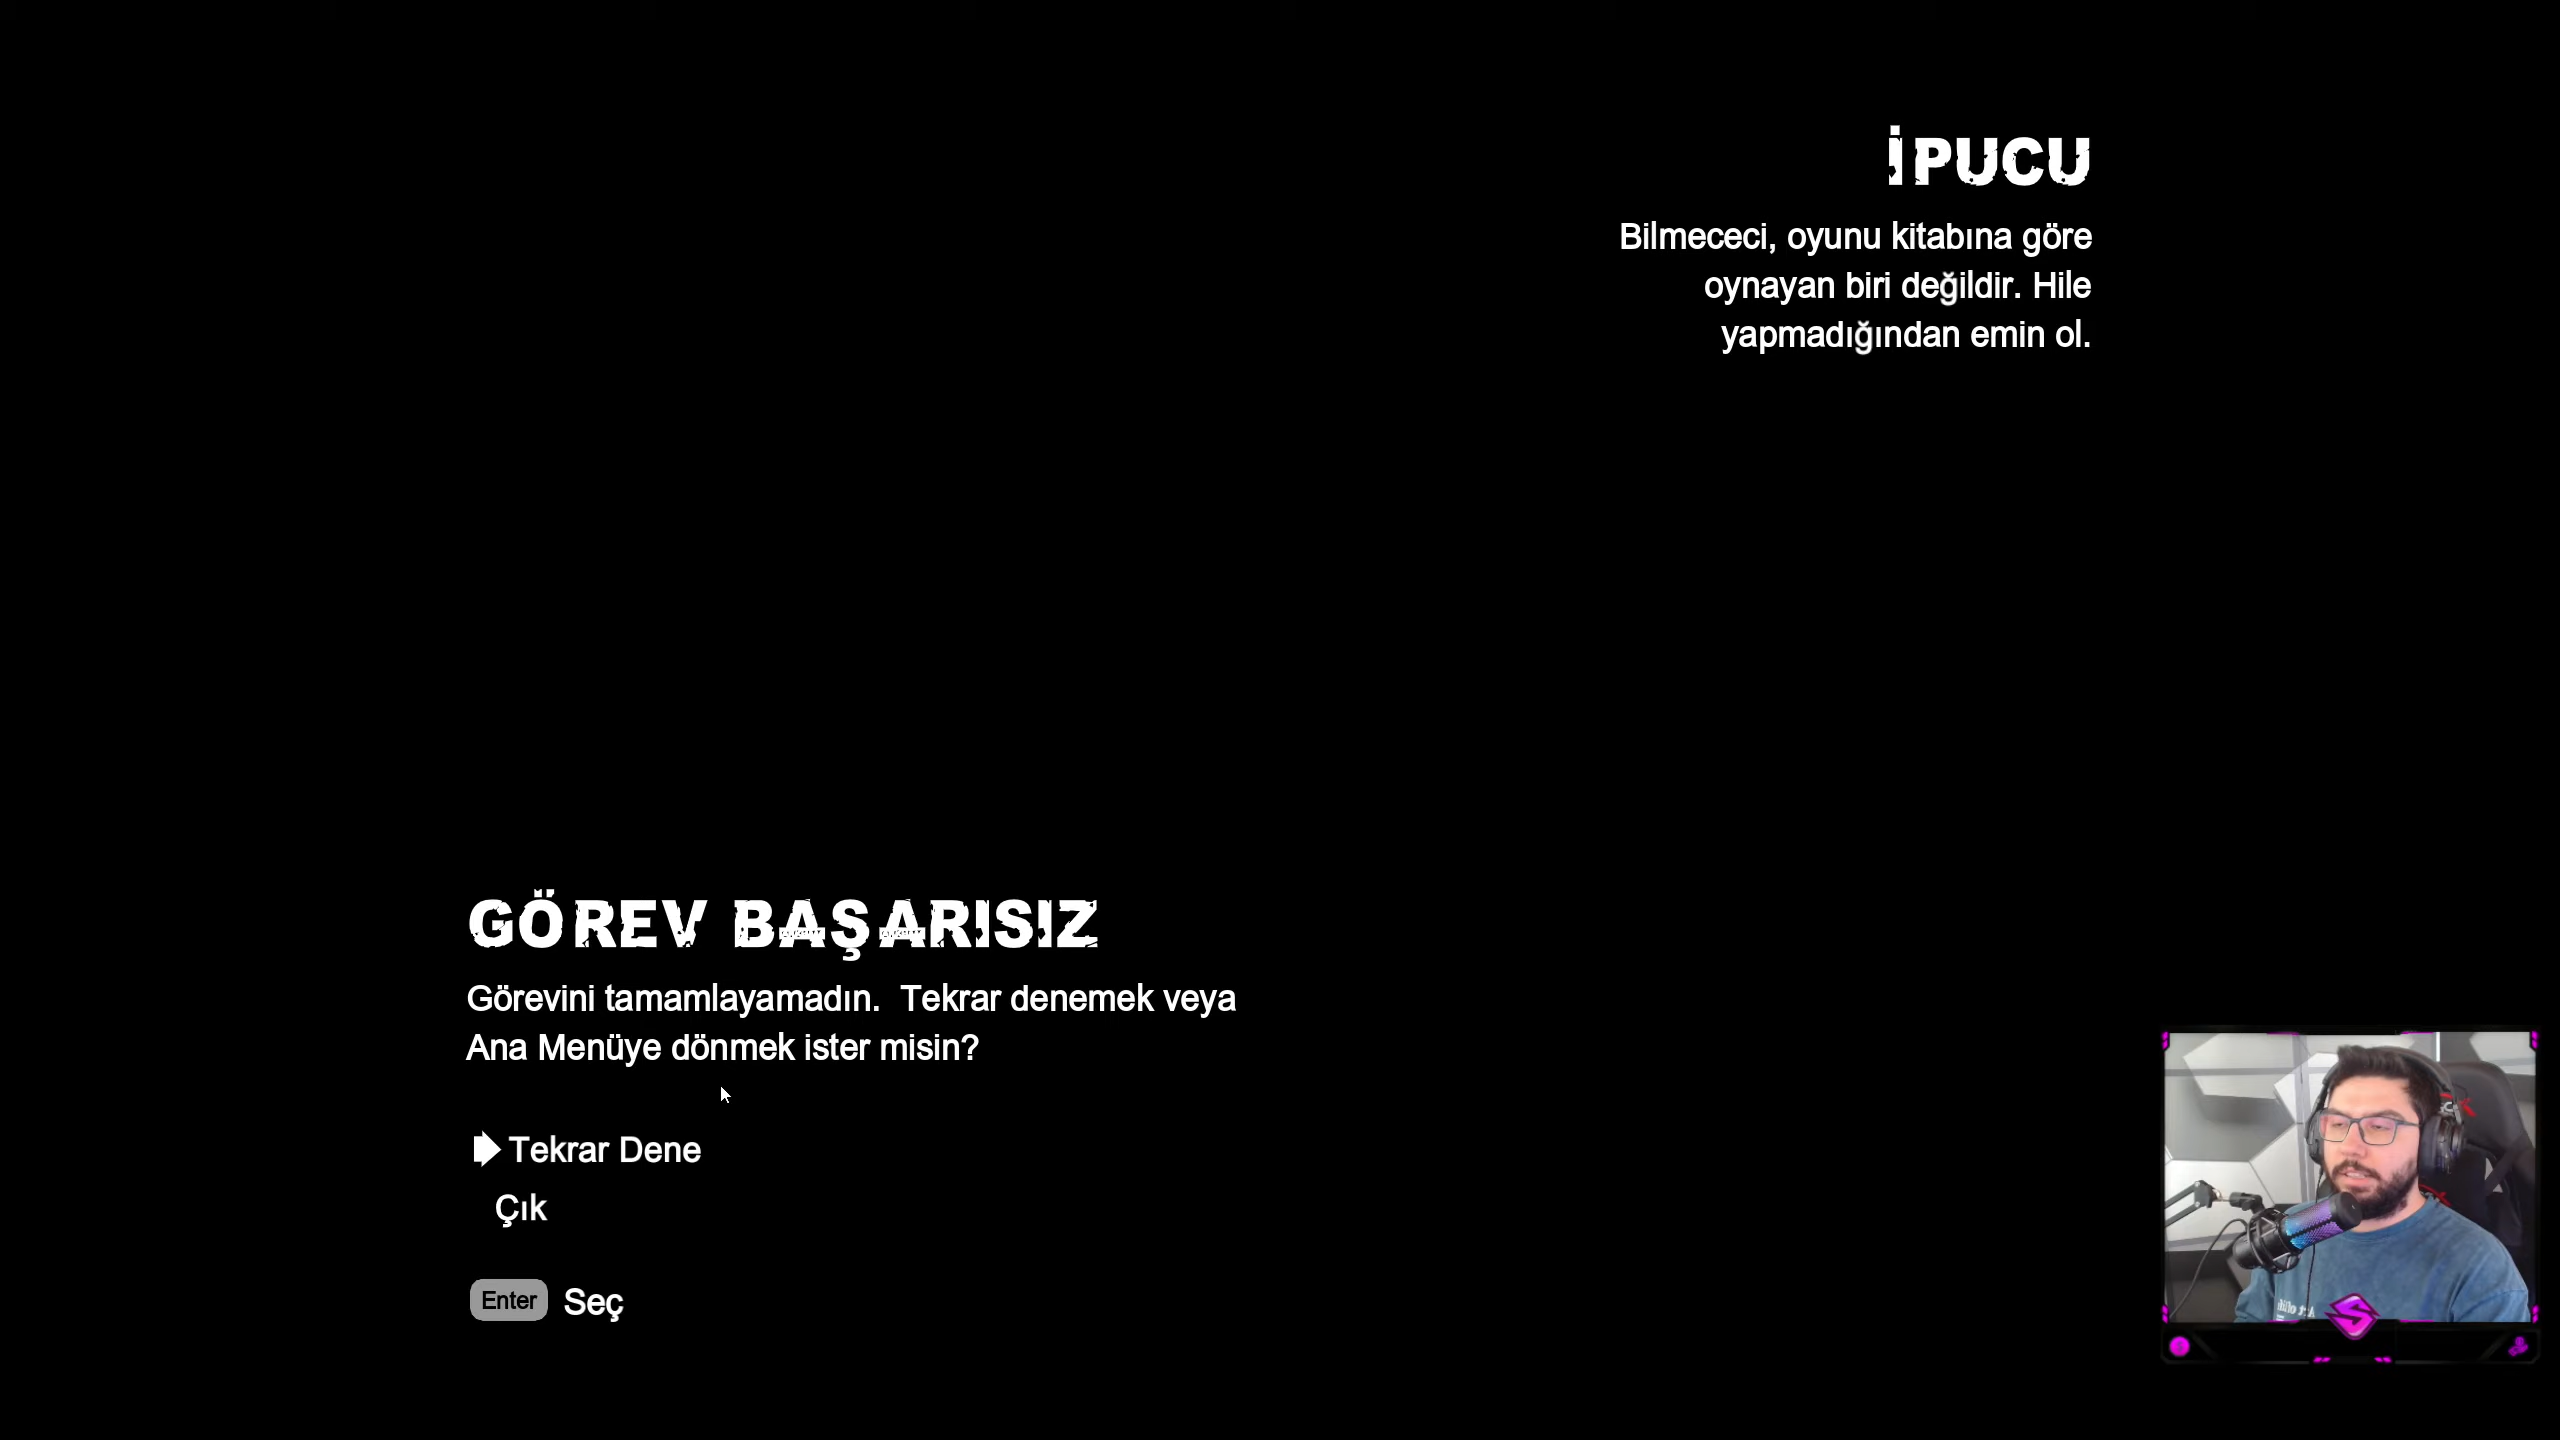 İPUCU
Bilmececi, oyunu kitabına göre
oynayan biri değildir. Hile
yapmadığından emin ol.
GÖREV BAŞARISIZ
Görevini tamamlayamadın. Tekrar denemek veya
Ana Menüye dönmek ister misin?
Tekrar Dene
Çık
Enter Seç